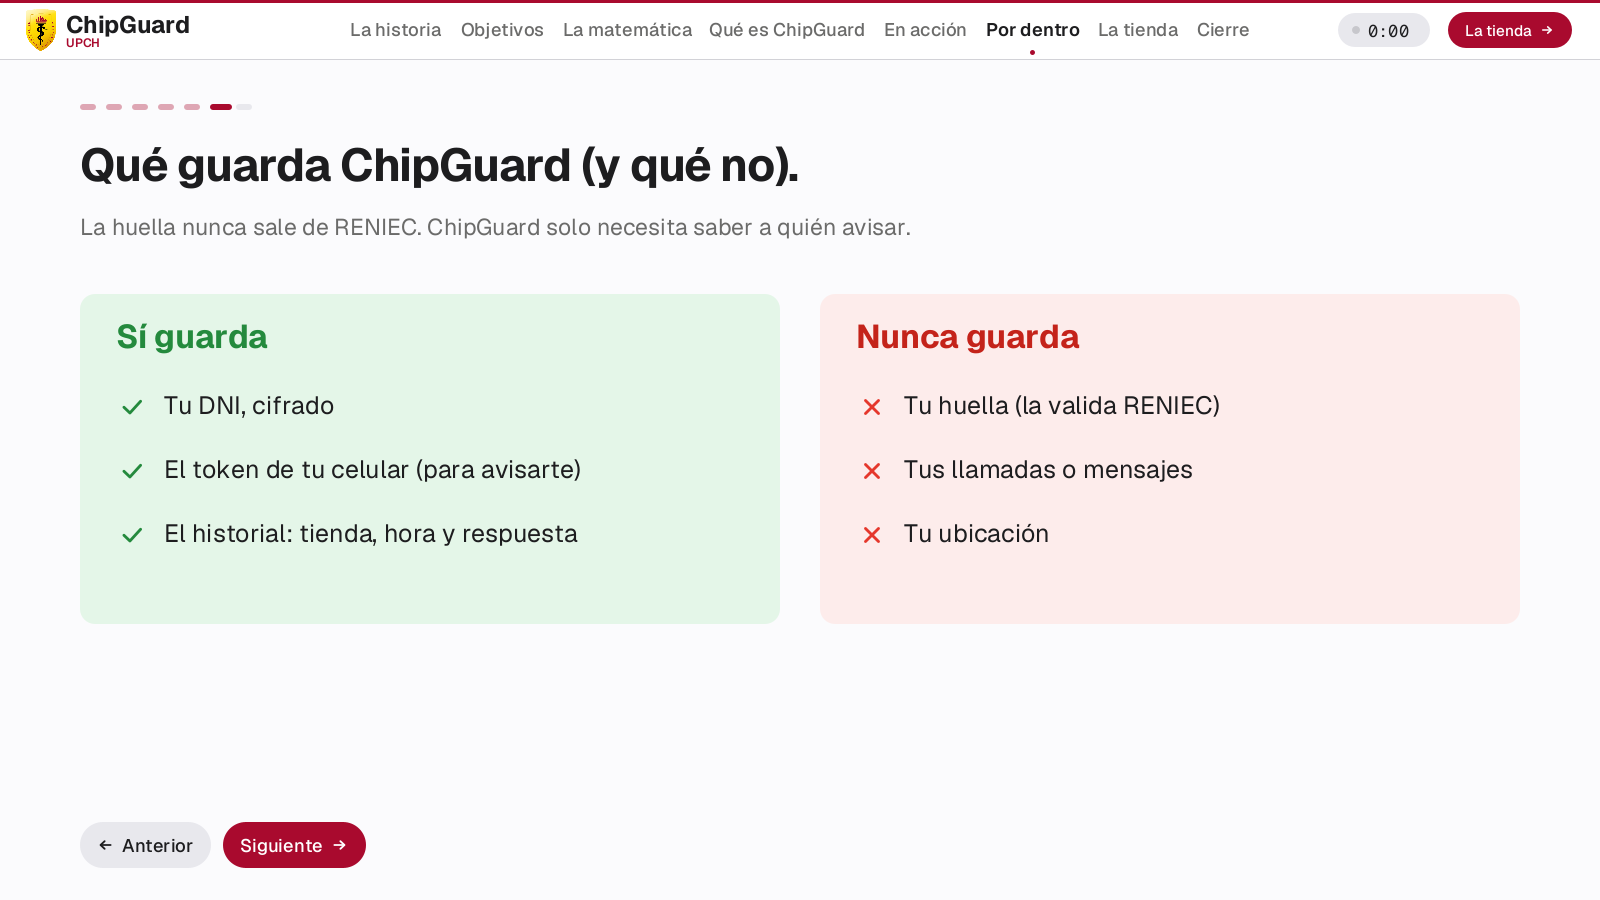 ChipGuard
UPCH
La historia
Objetivos
La matemática
Qué es ChipGuard
En acción
Por dentro
La tienda
Cierre
0:00
La tienda →
Qué guarda ChipGuard (y qué no).
La huella nunca sale de RENIEC. ChipGuard solo necesita saber a quién avisar.
Sí guarda
Tu DNI, cifrado
El token de tu celular (para avisarte)
El historial: tienda, hora y respuesta
Nunca guarda
Tu huella (la valida RENIEC)
Tus llamadas o mensajes
Tu ubicación
← Anterior
Siguiente →